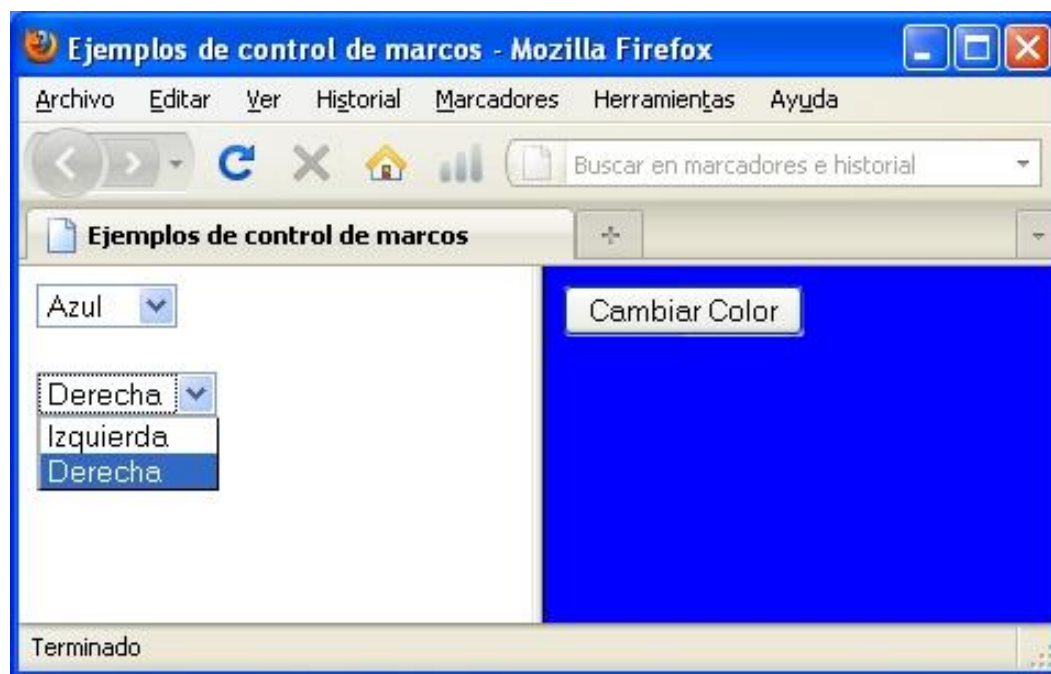 Ejemplos de control de marcos - Mozilla Firefox
Archivo Editar Ver Historial Marcadores Herramientas Ayuda
Buscar en marcadores e historial
Ejemplos de control de marcos
Azul
Cambiar Color
Derecha
Izquierda
Derecha
Terminado